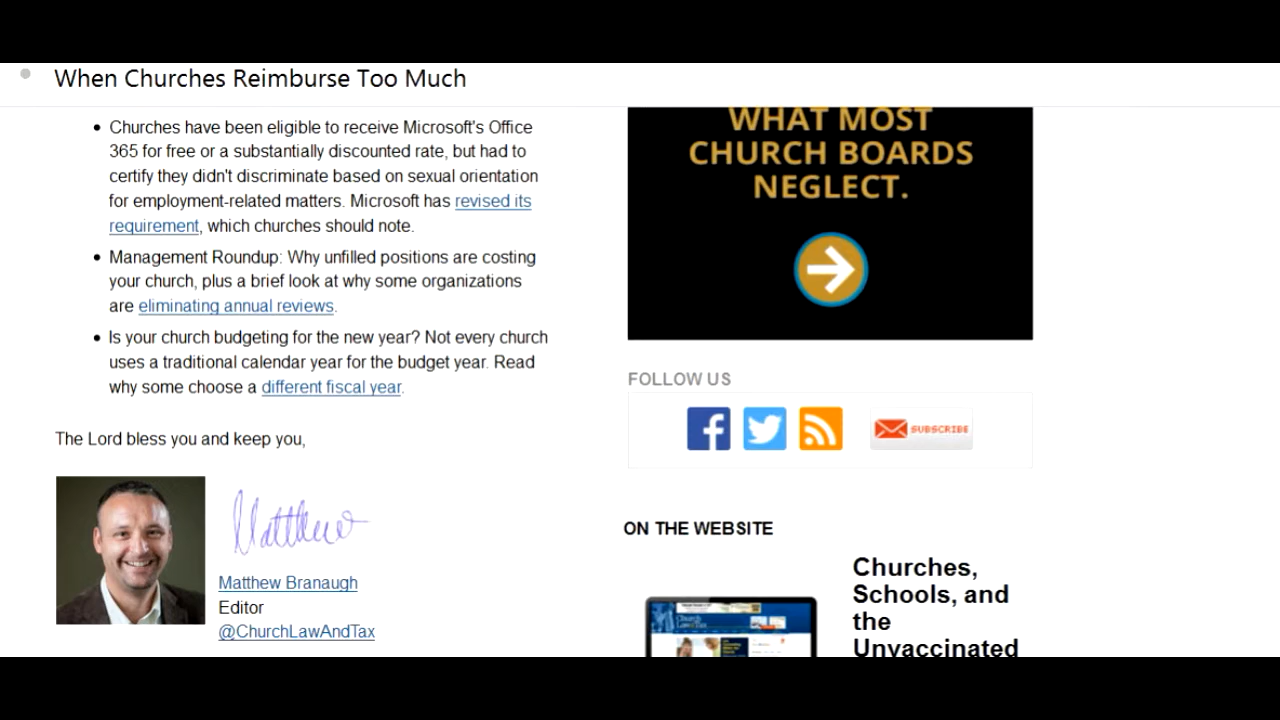 When Churches Reimburse Too Much
• Churches have been eligible to receive Microsoft's Office
365 for free or a substantially discounted rate, but had to
certify they didn't discriminate based on sexual orientation
for employment-related matters. Microsoft has revised its
requirement, which churches should note.
• Management Roundup: Why unfilled positions are costing
your church, plus a brief look at why some organizations
are eliminating annual reviews.
• Is your church budgeting for the new year? Not every church
uses a traditional calendar year for the budget year. Read
why some choose a different fiscal year.
The Lord bless you and keep you,
Matthew
Matthew Branaugh
Editor
@ChurchLawAndTax
WHAT MOST
CHURCH BOARDS
NEGLECT.
FOLLOW US
SUBSCRIBE
ON THE WEBSITE
Church
Law&Tax
Churches,
Schools, and
the
Unvaccinated